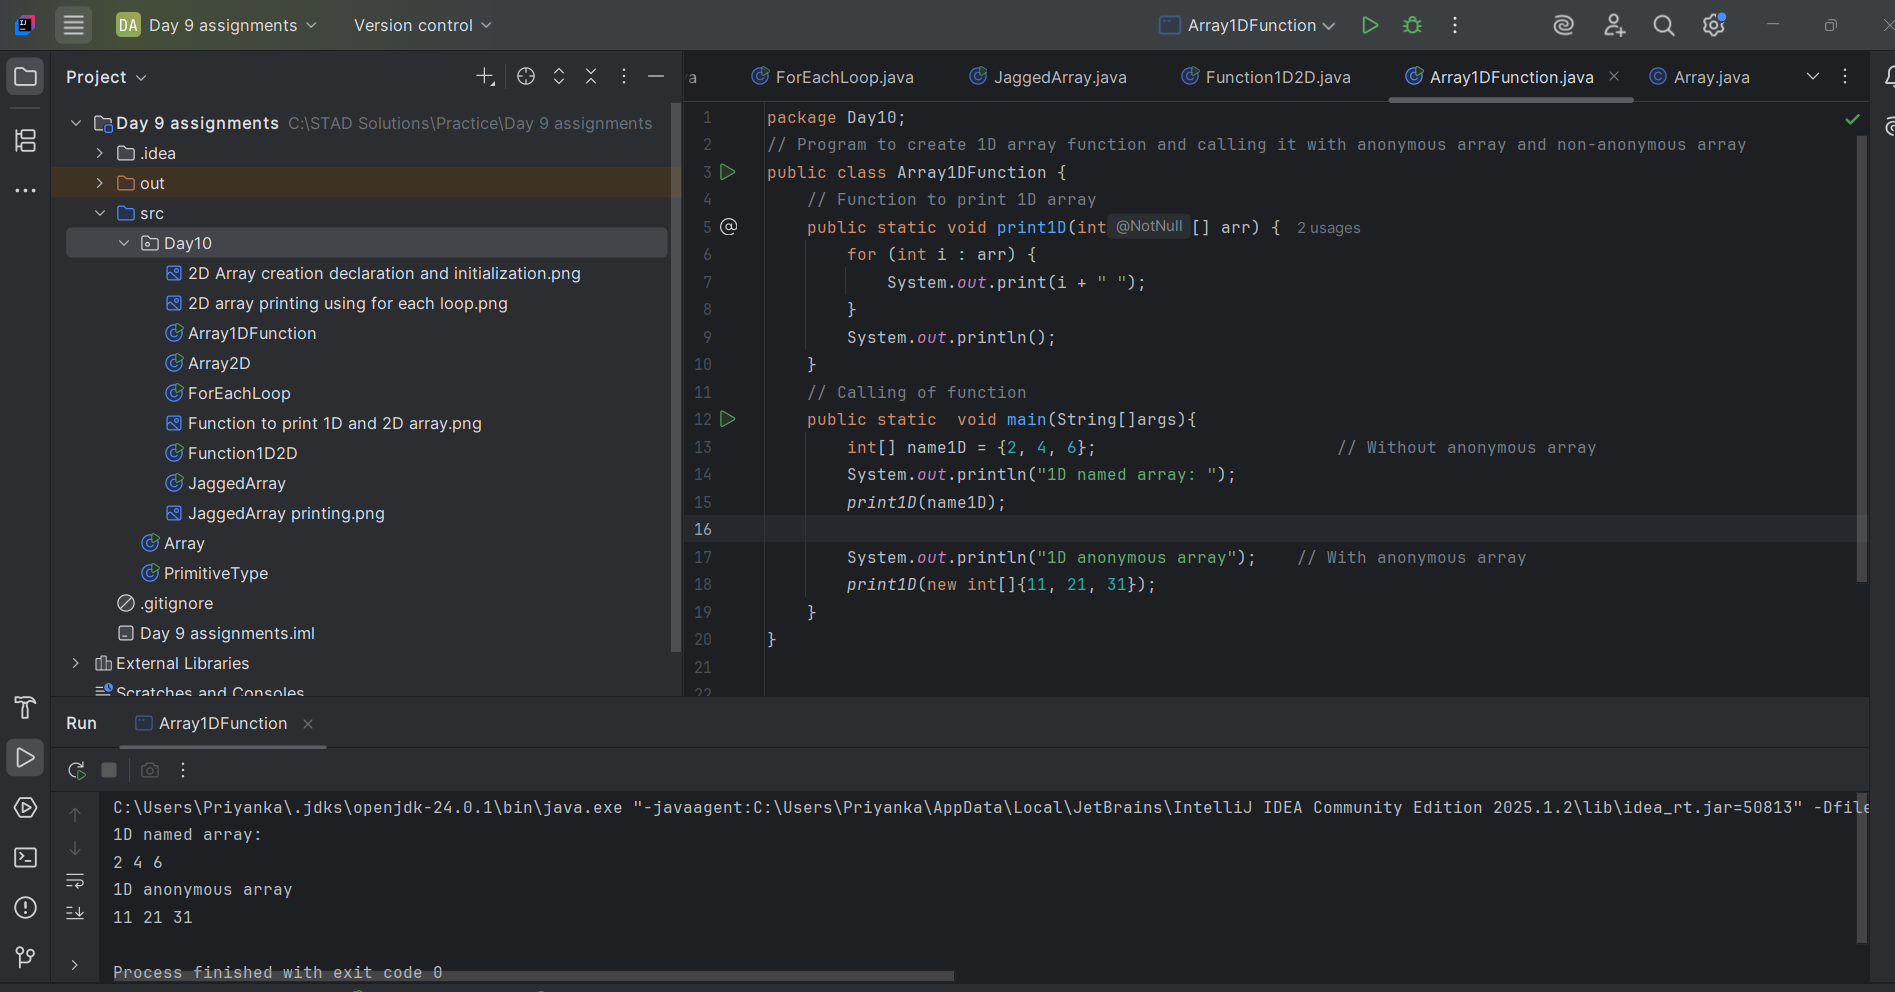 DA Day 9 assignments Version control Array1DFunction
Project
Day 9 assignments C:\STAD Solutions\Practice\Day 9 assignments
.idea
out
src
Day10
2D Array creation declaration and initialization.png
2D array printing using for each loop.png
Array1DFunction
Array2D
ForEachLoop
Function to print 1D and 2D array.png
Function1D2D
JaggedArray
JaggedArray printing.png
Array
PrimitiveType
.gitignore
Day 9 assignments.iml
External Libraries
Scratches and Consoles
a ForEachLoop.java JaggedArray.java Function1D2D.java Array1DFunction.java Array.java
1 package Day10;
2 // Program to create 1D array function and calling it with anonymous array and non-anonymous array
3 public class Array1DFunction {
4 // Function to print 1D array
5 @ public static void print1D(int @NotNull [] arr) { 2 usages
6 for (int i : arr) {
7 System.out.print(i + " ");
8 }
9 System.out.println();
10 }
11 // Calling of function
12 public static  void main(String[]args){
13 int[] name1D = {2, 4, 6}; // Without anonymous array
14 System.out.println("1D named array: ");
15 print1D(name1D);
16
17 System.out.println("1D anonymous array"); // With anonymous array
18 print1D(new int[]{11, 21, 31});
19 }
20 }
21
22
Run Array1DFunction
C:\Users\Priyanka\.jdks\openjdk-24.0.1\bin\java.exe "-javaagent:C:\Users\Priyanka\AppData\Local\JetBrains\IntelliJ IDEA Community Edition 2025.1.2\lib\idea_rt.jar=50813" -Dfile
1D named array:
2 4 6
1D anonymous array
11 21 31
Process finished with exit code 0